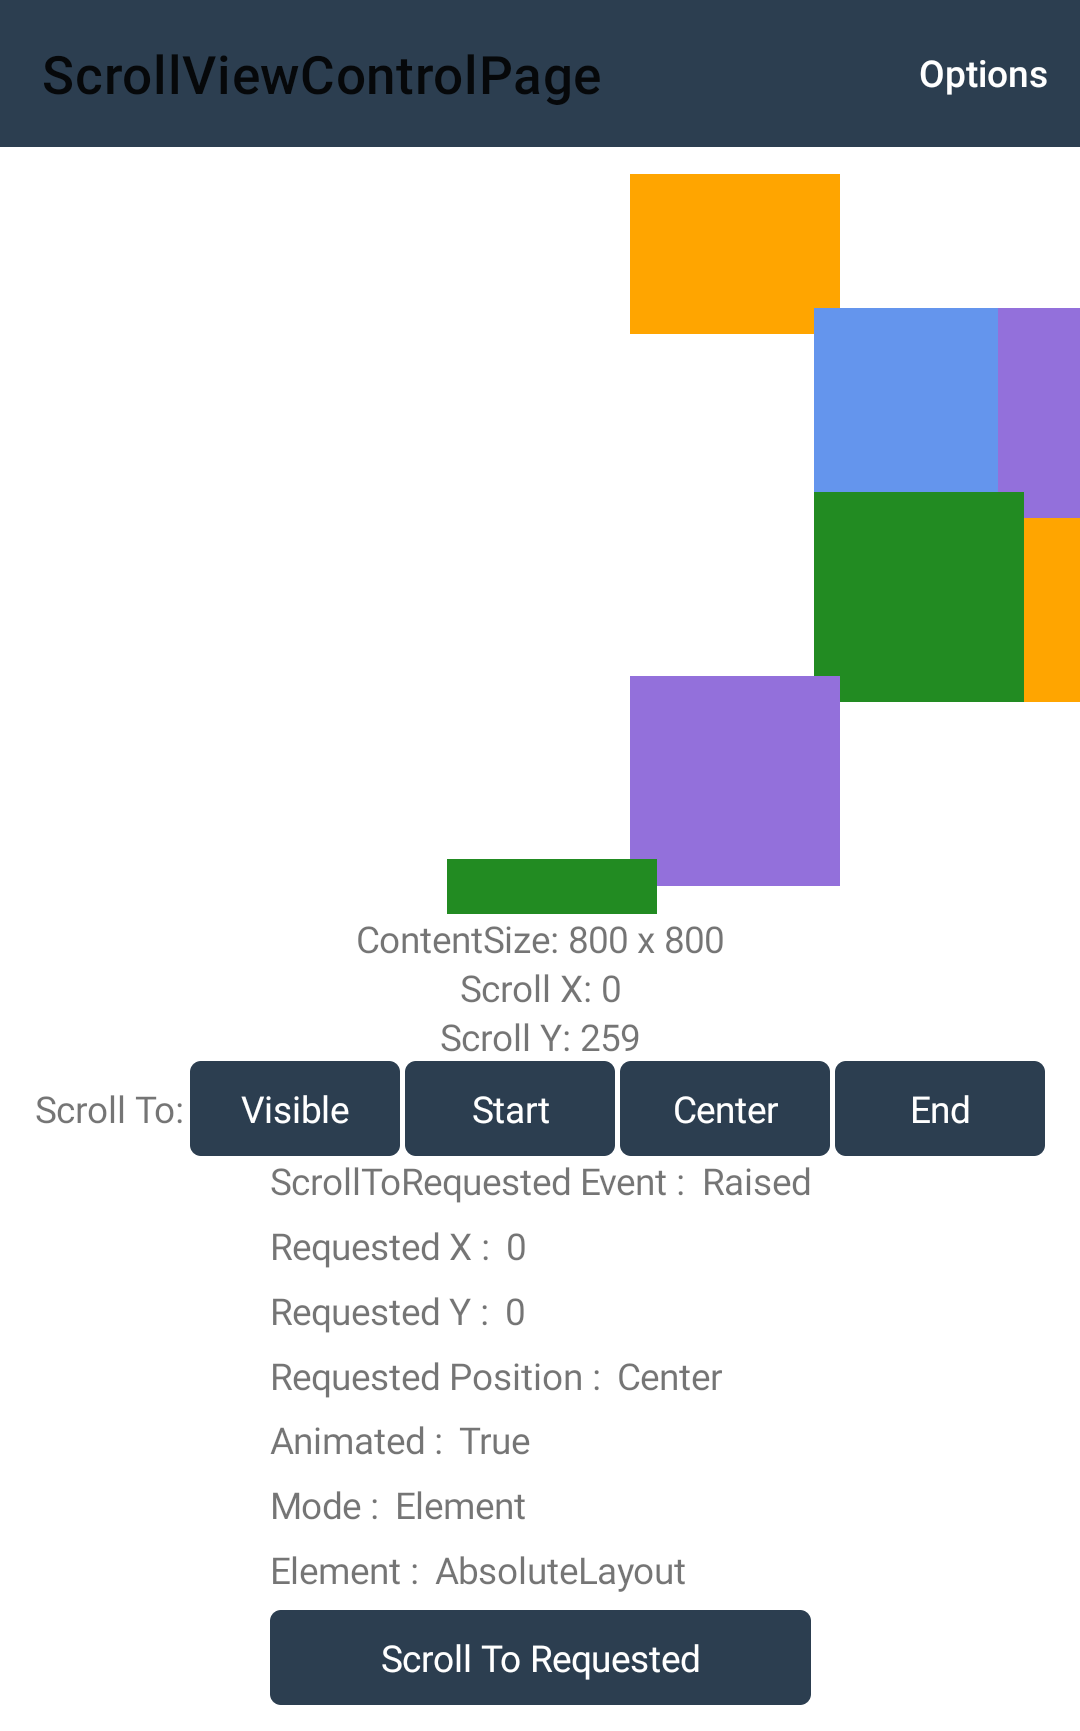 ScrollViewControlPage Options
ContentSize: 800 x 800
Scroll X: 0
Scroll Y: 259
Scroll To: Visible Start Center End
ScrollToRequested Event : Raised
Requested X : 0
Requested Y : 0
Requested Position : Center
Animated : True
Mode : Element
Element : AbsoluteLayout
Scroll To Requested